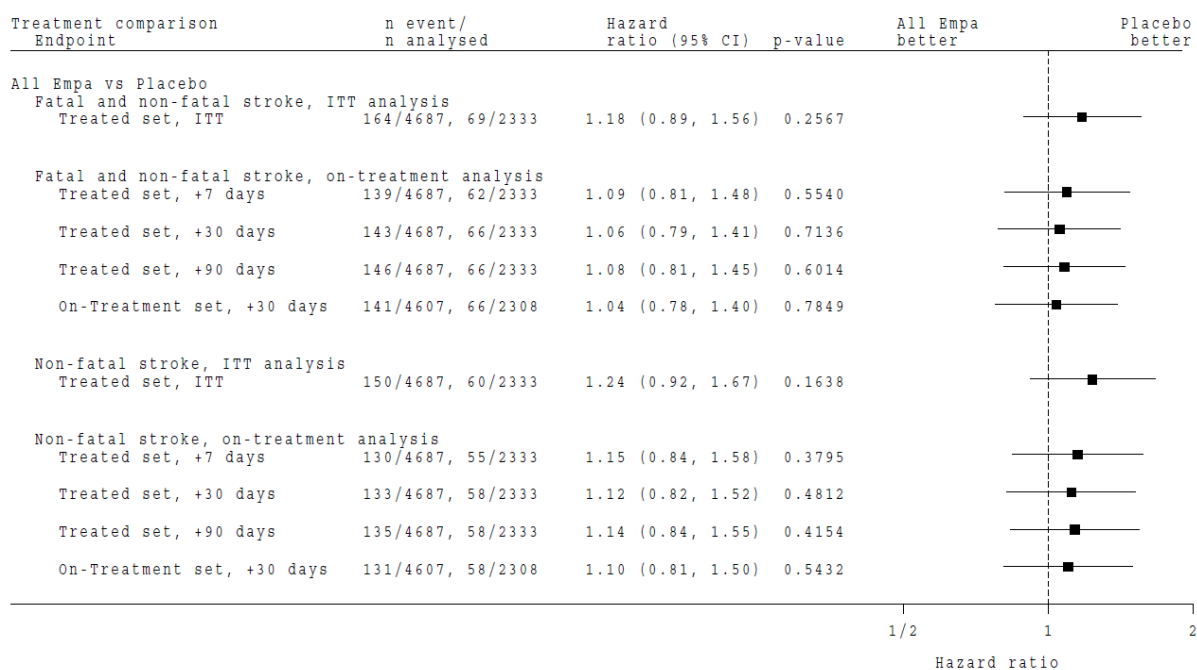 Treatment comparison n event/ Hazard All Empa Placebo
Endpoint n analysed ratio (95% CI) p-value better better
All Empa vs Placebo
Fatal and non-fatal stroke, ITT analysis
Treated set, ITT 164/4687, 69/2333 1.18 (0.89, 1.56) 0.2567
Fatal and non-fatal stroke, on-treatment analysis
Treated set, +7 days 139/4687, 62/2333 1.09 (0.81, 1.48) 0.5540
Treated set, +30 days 143/4687, 66/2333 1.06 (0.79, 1.41) 0.7136
Treated set, +90 days 146/4687, 66/2333 1.08 (0.81, 1.45) 0.6014
On-Treatment set, +30 days 141/4607, 66/2308 1.04 (0.78, 1.40) 0.7849
Non-fatal stroke, ITT analysis
Treated set, ITT 150/4687, 60/2333 1.24 (0.92, 1.67) 0.1638
Non-fatal stroke, on-treatment analysis
Treated set, +7 days 130/4687, 55/2333 1.15 (0.84, 1.58) 0.3795
Treated set, +30 days 133/4687, 58/2333 1.12 (0.82, 1.52) 0.4812
Treated set, +90 days 135/4687, 58/2333 1.14 (0.84, 1.55) 0.4154
On-Treatment set, +30 days 131/4607, 58/2308 1.10 (0.81, 1.50) 0.5432
1/2 1 2
Hazard ratio